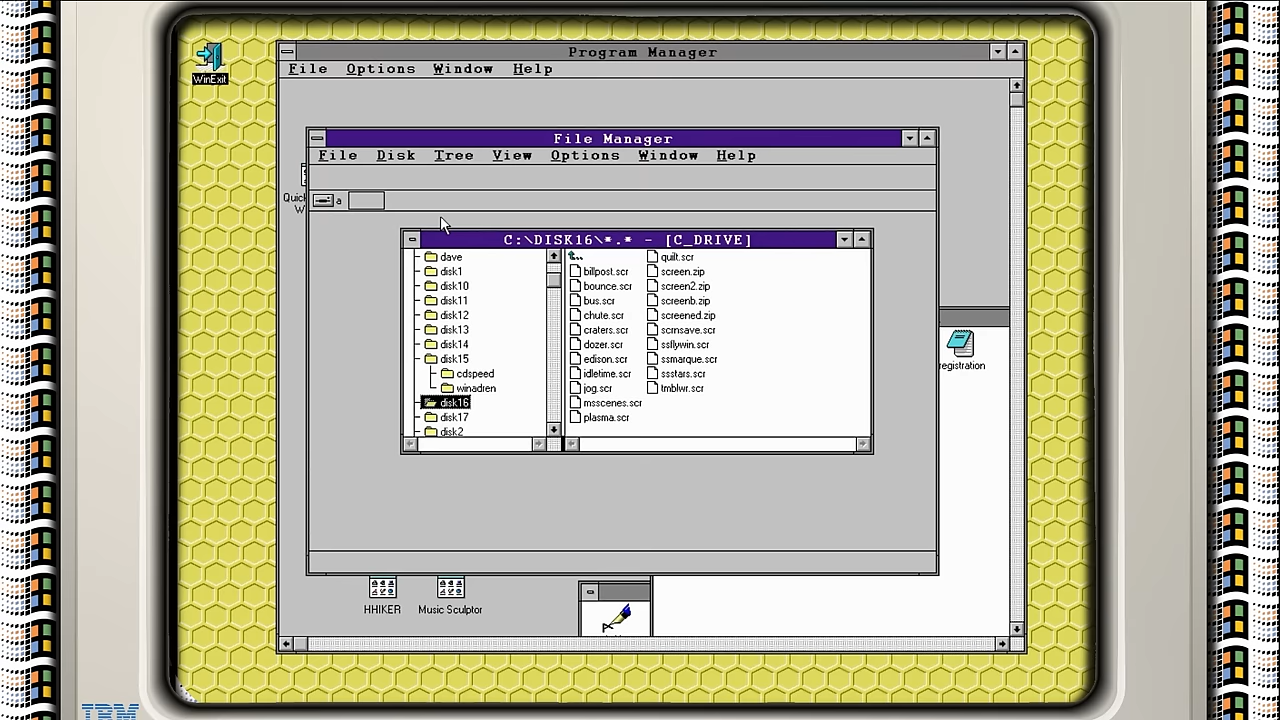 WinExit
Program Manager
File Options Window Help
File Manager
File Disk Tree View Options Window Help
a
C:\DISK16\*.* - [C_DRIVE]
dave
disk1
disk10
disk11
disk12
disk13
disk14
disk15
cdspeed
winadren
disk16
disk17
disk2
billpost.scr
bounce.scr
bus.scr
chute.scr
craters.scr
dozer.scr
edison.scr
idletime.scr
jog.scr
msscenes.scr
plasma.scr
quilt.scr
screen.zip
screen2.zip
screenb.zip
screened.zip
scrnsave.scr
ssflywin.scr
ssmarque.scr
ssstars.scr
tmblwr.scr
registration
HHIKER
Music Sculptor
IBM